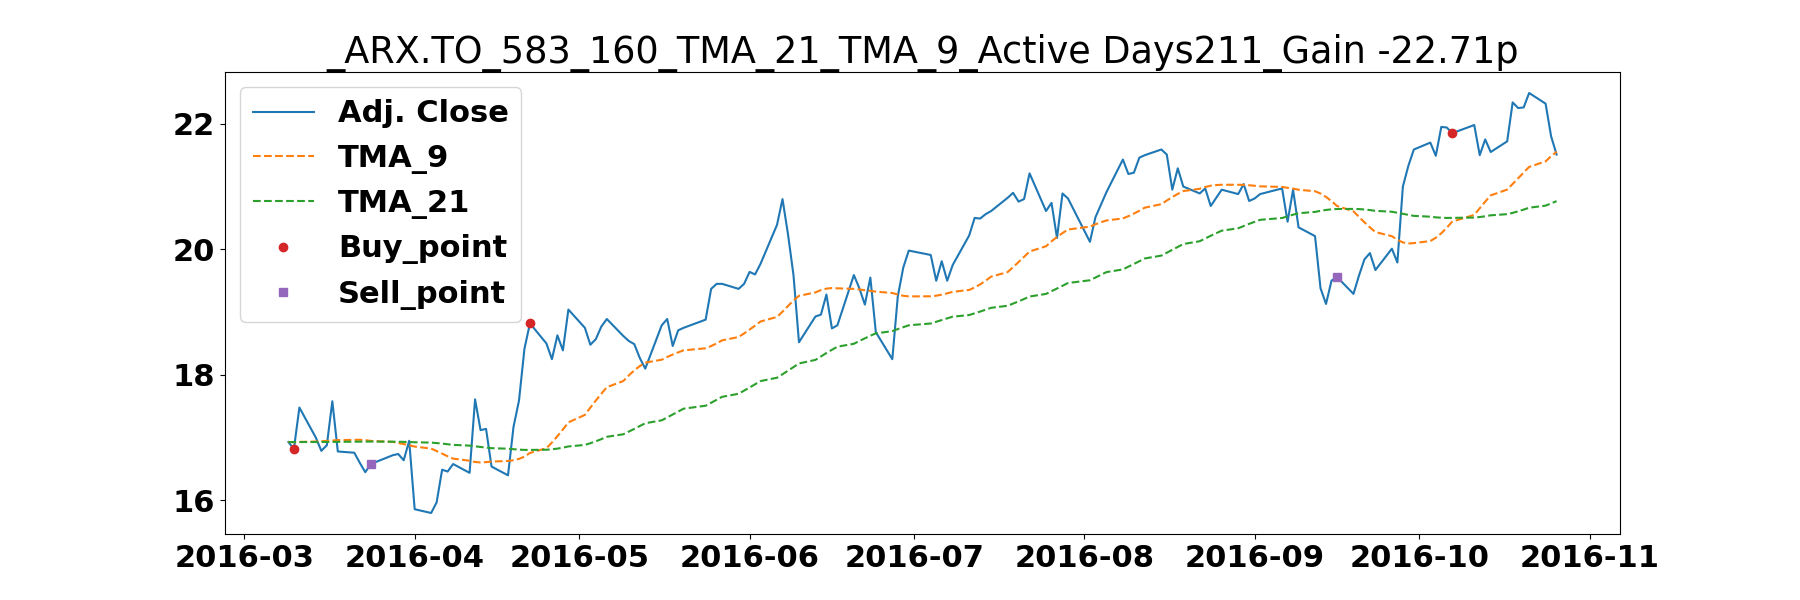 _ARX.TO_583_160_TMA_21_TMA_9_Active Days211_Gain -22.71p
Adj. Close
TMA_9
TMA_21
Buy_point
Sell_point
22
20
18
16
2016-03 2016-04 2016-05 2016-06 2016-07 2016-08 2016-09 2016-10 2016-11